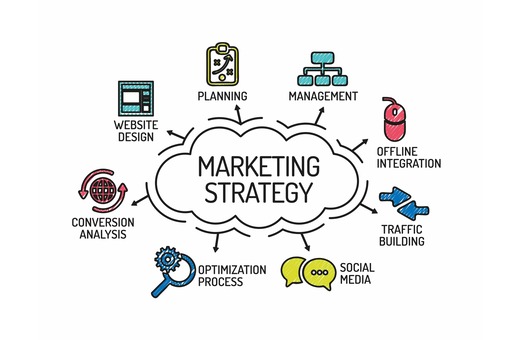 PLANNING
MANAGEMENT
WEBSITE
DESIGN
OFFLINE
INTEGRATION
MARKETING
STRATEGY
CONVERSION
ANALYSIS
TRAFFIC
BUILDING
OPTIMIZATION
PROCESS
SOCIAL
MEDIA